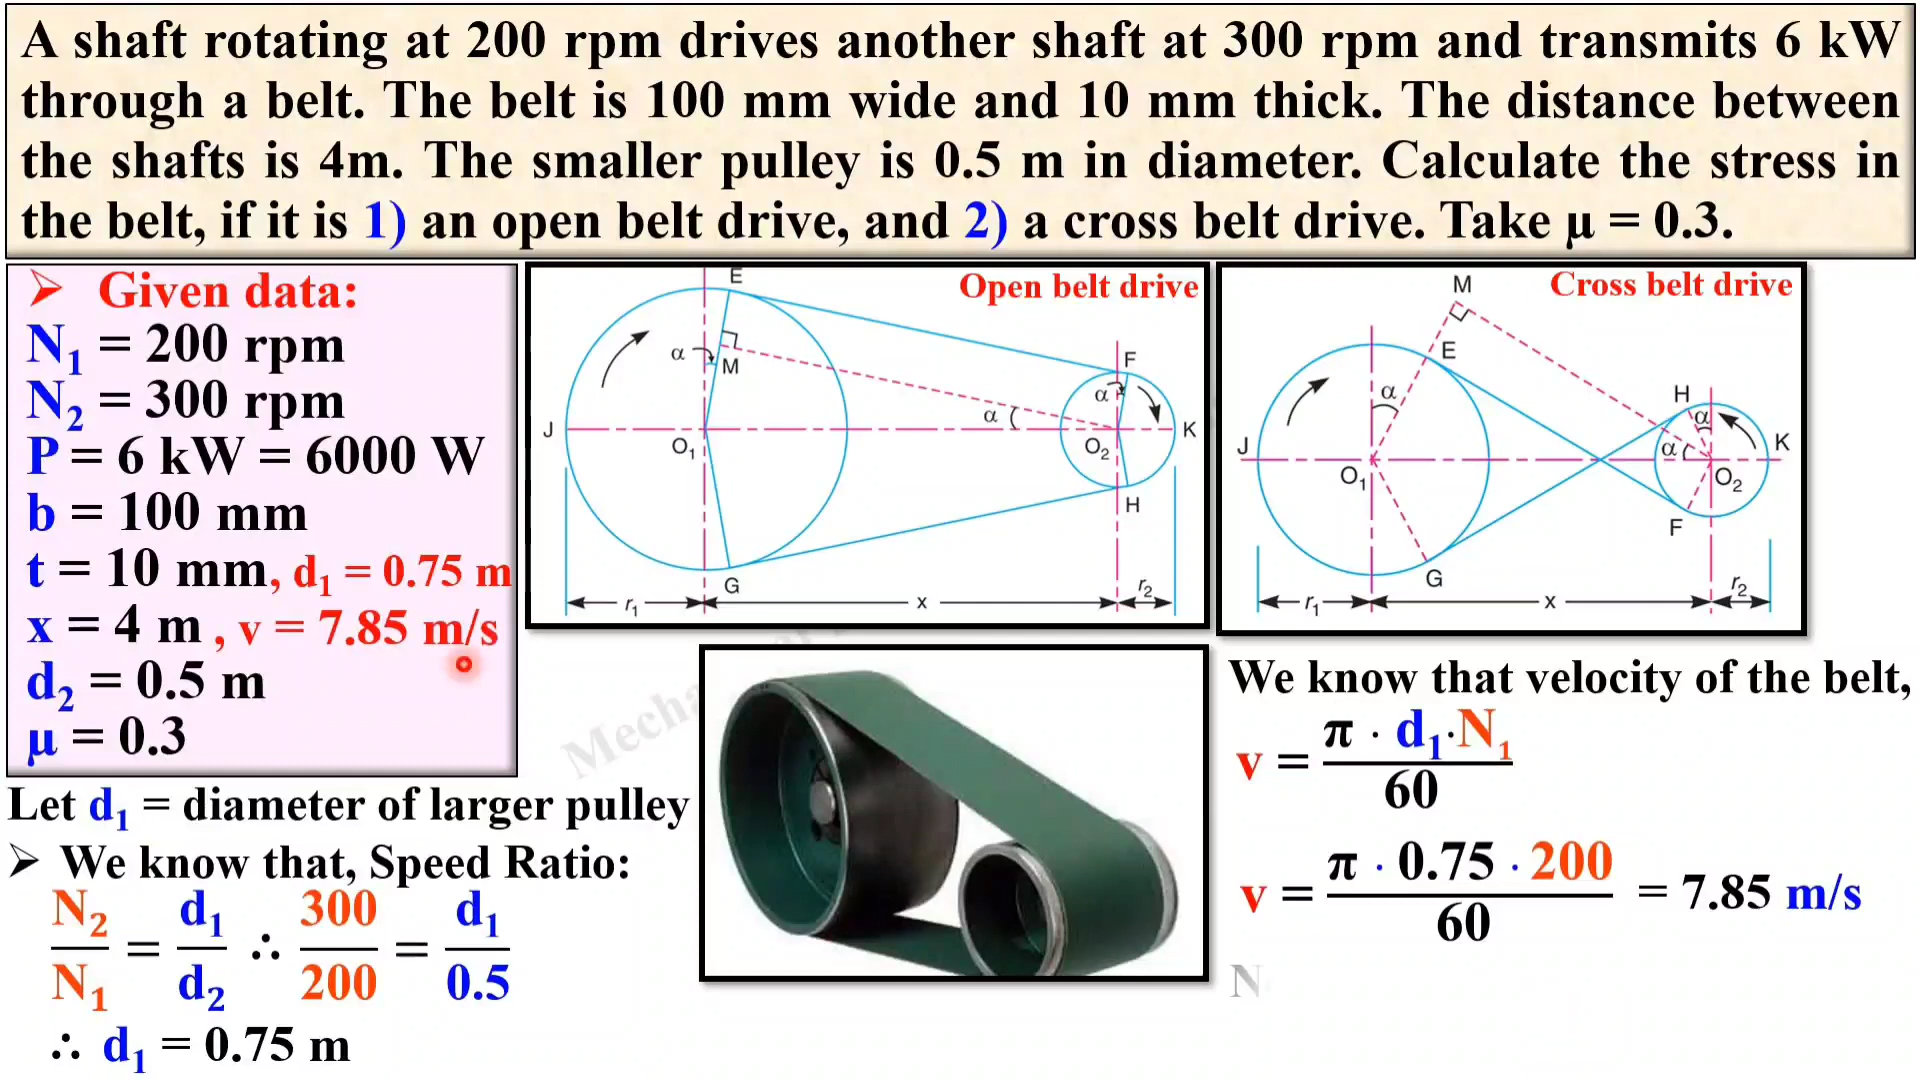 A shaft rotating at 200 rpm drives another shaft at 300 rpm and transmits 6 kW
through a belt. The belt is 100 mm wide and 10 mm thick. The distance between
the shafts is 4m. The smaller pulley is 0.5 m in diameter. Calculate the stress in
the belt, if it is 1) an open belt drive, and 2) a cross belt drive. Take μ = 0.3.
➢ Given data:
N₁ = 200 rpm
N₂ = 300 rpm
P = 6 kW = 6000 W
b = 100 mm
t = 10 mm, d₁ = 0.75 m
x = 4 m , v = 7.85 m/s
d₂ = 0.5 m
μ = 0.3
Let d₁ = diameter of larger pulley
➢ We know that, Speed Ratio:
N₂/N₁ = d₁/d₂ ∴ 300/200 = d₁/0.5
∴ d₁ = 0.75 m
Open belt drive
E
α
M
F
α
α
J
O₁
O₂
K
H
G
r₁
x
r₂
Cross belt drive
M
E
α
H
α
J
α
K
O₁
O₂
F
G
r₁
x
r₂
Mecha
We know that velocity of the belt,
v = π · d₁·N₁/60
v = π · 0.75 · 200/60 = 7.85 m/s
N